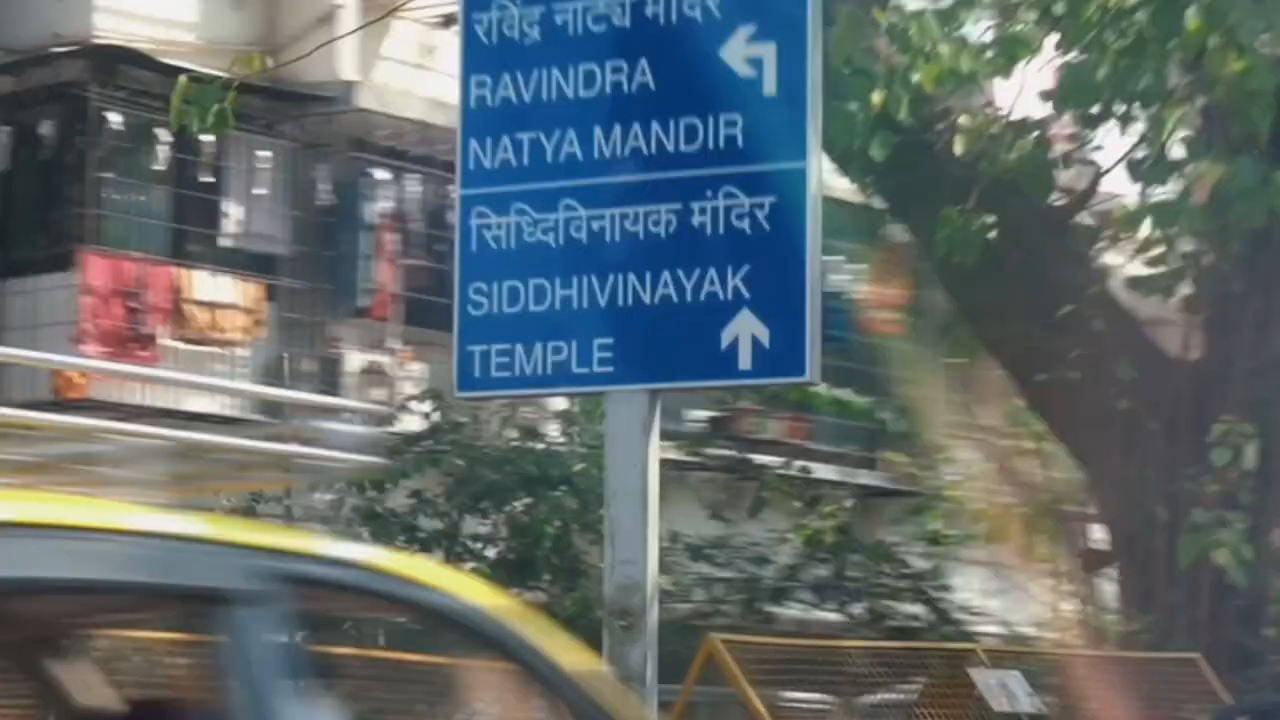 रविंद्र नाट्य मंदिर
RAVINDRA
NATYA MANDIR
सिध्दिविनायक मंदिर
SIDDHIVINAYAK
TEMPLE